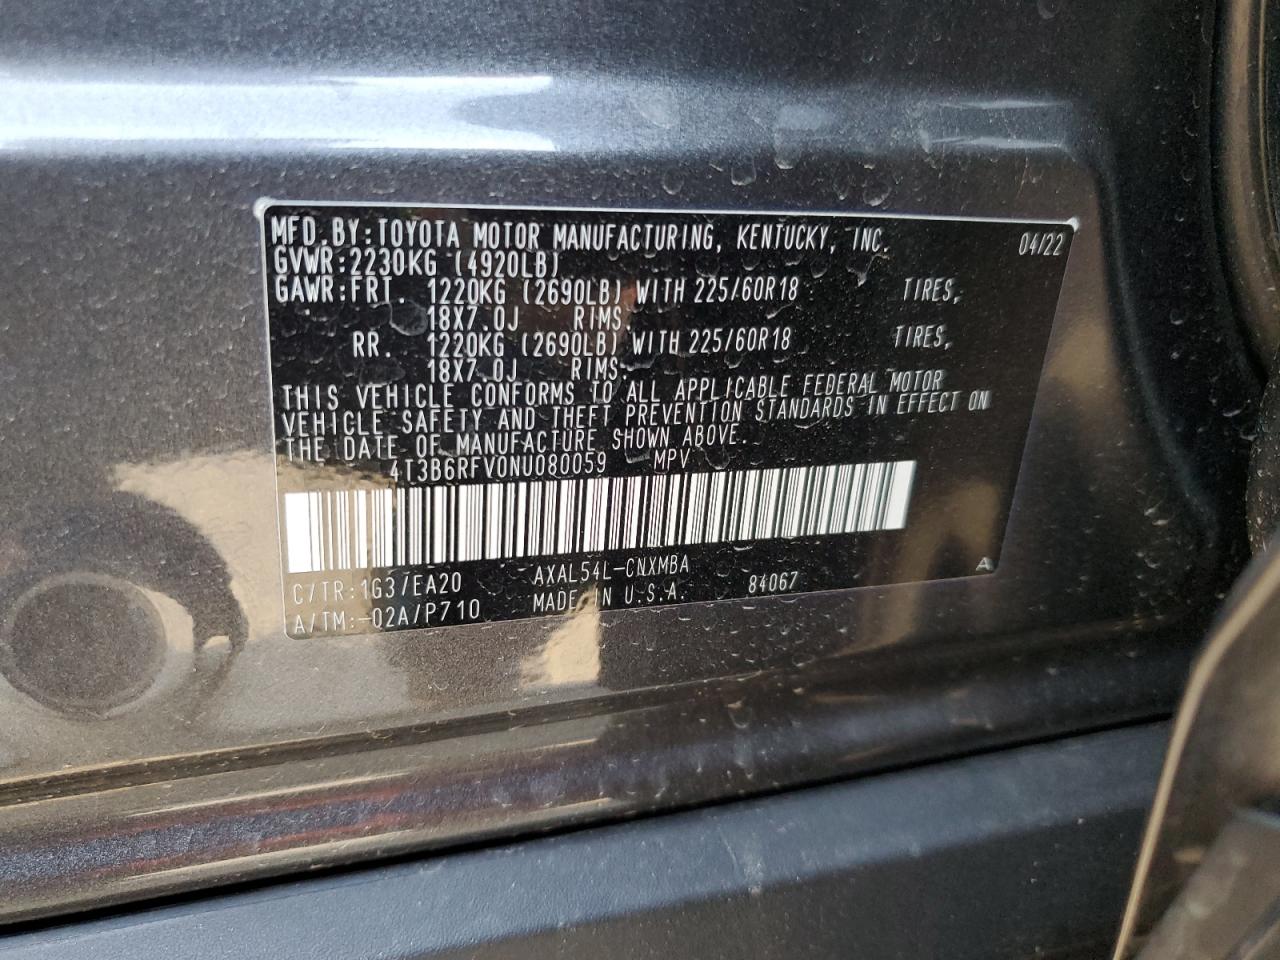 MFD.BY:TOYOTA MOTOR MANUFACTURING, KENTUCKY, INC. 04/22
GVWR:2230KG (4920LB)
GAWR:FRT. 1220KG (2690LB) WITH 225/60R18 TIRES,
18X7.0J RIMS.
RR. 1220KG (2690LB) WITH 225/60R18 TIRES,
18X7.0J RIMS.
THIS VEHICLE CONFORMS TO ALL APPLICABLE FEDERAL MOTOR
VEHICLE SAFETY AND THEFT PREVENTION STANDARDS IN EFFECT ON
THE DATE OF MANUFACTURE SHOWN ABOVE.
4T3B6RFV0NU080059 MPV
C/TR:1G3/EA20 AXAL54L-CNXMBA A
A/TM:-02A/P710 MADE IN U.S.A. 84067